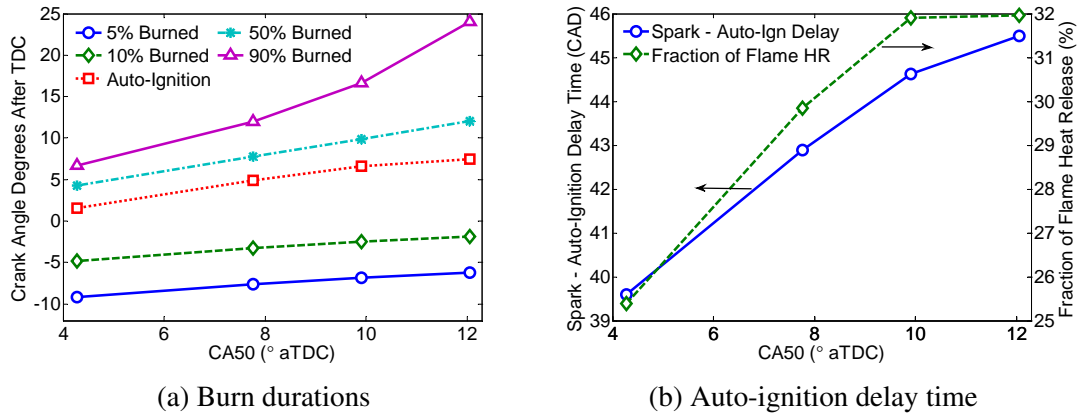 5% Burned
10% Burned
Auto-Ignition
50% Burned
90% Burned
Crank Angle Degrees After TDC
25
20
15
10
5
0
-5
-10
4
6
8
10
12
CA50 (° aTDC)
(a) Burn durations
Spark - Auto-Ign Delay
Fraction of Flame HR
Spark - Auto-Ignition Delay Time (CAD)
46
45
44
43
42
41
40
39
32
31
30
29
28
27
26
25
Fraction of Flame Heat Release (%)
4
6
8
10
12
CA50 (° aTDC)
(b) Auto-ignition delay time